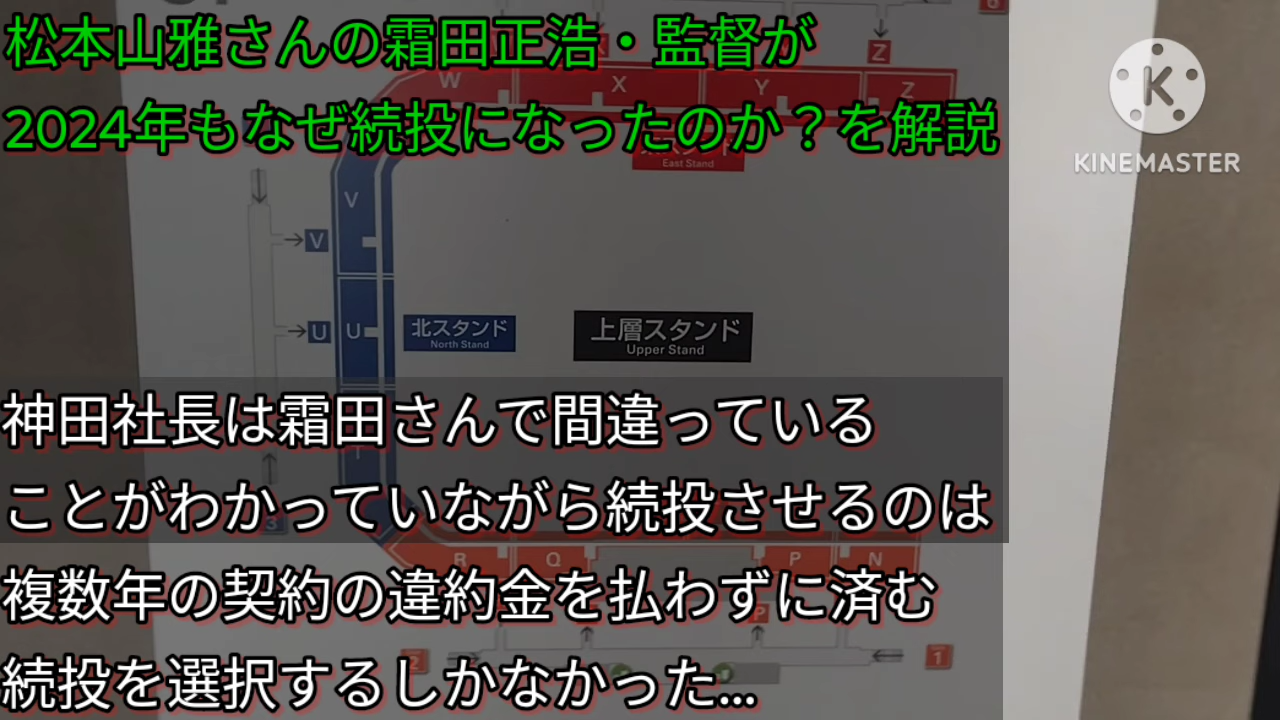 松本山雅さんの霜田正浩・監督が
Z
W X Y Z
2024年もなぜ続投になったのか？を解説
K
KINEMASTER
East Stand
V V
U U
北スタンド
North Stand
上層スタンド
Upper Stand
神田社長は霜田さんで間違っている
ことがわかっていながら続投させるのは
3
R Q P N
複数年の契約の違約金を払わずに済む
P
2 1
続投を選択するしかなかった...